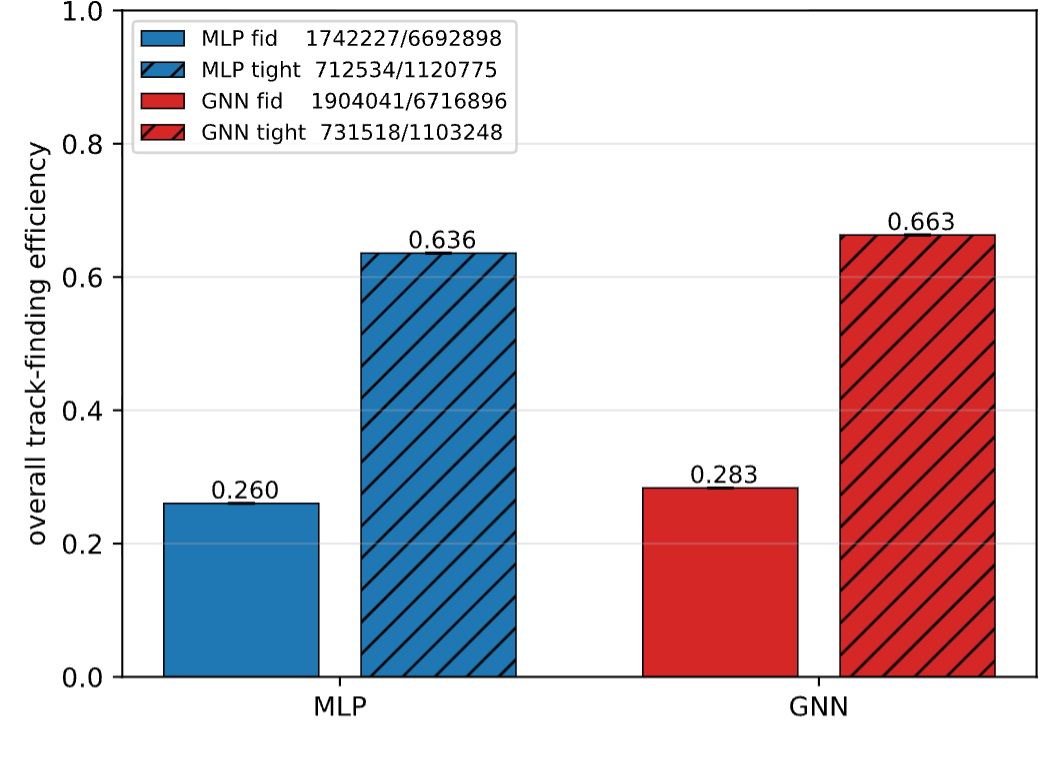 1.0
MLP fid 1742227/6692898
MLP tight 712534/1120775
GNN fid 1904041/6716896
GNN tight 731518/1103248
0.8
overall track-finding efficiency
0.663
0.636
0.6
0.4
0.283
0.260
0.2
0.0
MLP GNN